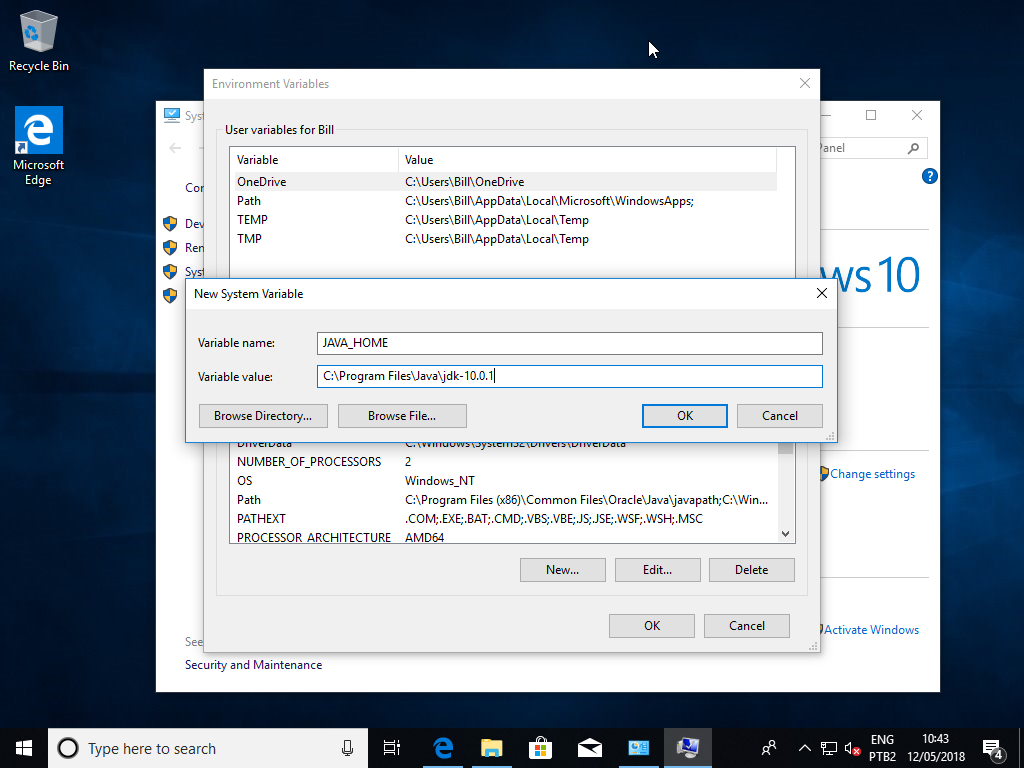 Recycle Bin
Microsoft
Edge
Environment Variables
Syst
Panel
User variables for Bill
Variable Value
OneDrive C:\Users\Bill\OneDrive
Path C:\Users\Bill\AppData\Local\Microsoft\WindowsApps;
TEMP C:\Users\Bill\AppData\Local\Temp
TMP C:\Users\Bill\AppData\Local\Temp
Con
Dev
Ren
Syst
ws 10
New System Variable
Variable name: JAVA_HOME
Variable value: C:\Program Files\Java\jdk-10.0.1
Browse Directory... Browse File... OK Cancel
DriverData C:\Windows\System32\Drivers\DriverData
NUMBER_OF_PROCESSORS 2
OS Windows_NT
Path C:\Program Files (x86)\Common Files\Oracle\Java\javapath;C:\Win...
PATHEXT .COM;.EXE;.BAT;.CMD;.VBS;.VBE;.JS;.JSE;.WSF;.WSH;.MSC
PROCESSOR_ARCHITECTURE AMD64
New... Edit... Delete
OK Cancel
Change settings
Activate Windows
See
Security and Maintenance
Type here to search
ENG
PTB2
10:43
12/05/2018
4